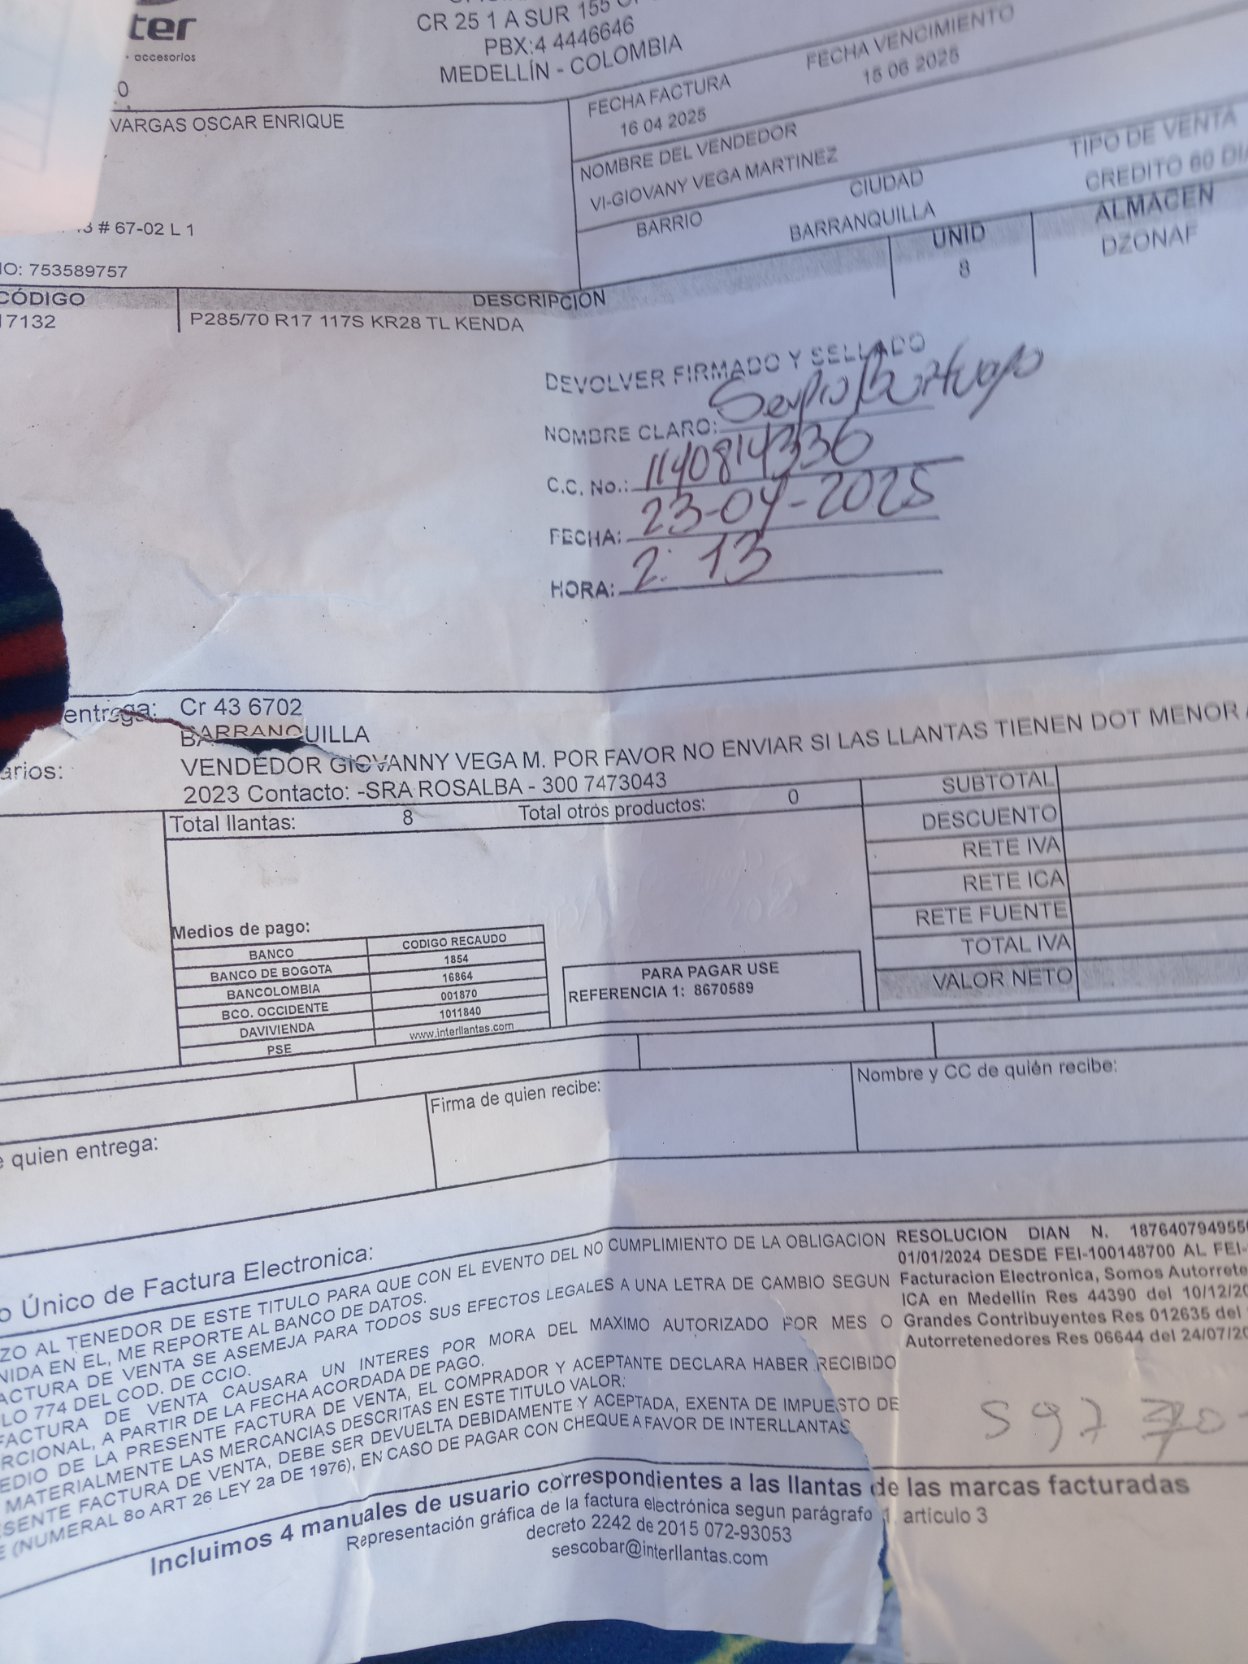 ter
accesorios
CR 25 1 A SUR 155
PBX:4 4446646
MEDELLÍN - COLOMBIA
0
VARGAS OSCAR ENRIQUE
FECHA FACTURA
FECHA VENCIMIENTO
16 04 2025
15 06 2025
NOMBRE DEL VENDEDOR
VI-GIOVANY VEGA MARTINEZ
TIPO DE VENTA
CREDITO 60 DI
BARRIO
CIUDAD
BARRANQUILLA
# 67-02 L 1
NO: 753589757
CÓDIGO DESCRIPCIÓN UNID ALMACEN
17132 P285/70 R17 117S KR28 TL KENDA 8 DZONAF
DEVOLVER FIRMADO Y SELLADO
NOMBRE CLARO: Sergio
C.C. No.: 1140814336
FECHA: 23-04-2025
HORA: 2:13
entrega: Cr 43 6702
BARRANQUILLA
arios: VENDEDOR GIOVANNY VEGA M. POR FAVOR NO ENVIAR SI LAS LLANTAS TIENEN DOT MENOR A
2023 Contacto: -SRA ROSALBA - 300 7473043
Total llantas: 8 Total otros productos: 0
SUBTOTAL
DESCUENTO
RETE IVA
RETE ICA
RETE FUENTE
TOTAL IVA
VALOR NETO
Medios de pago:
BANCO CODIGO RECAUDO
BANCO DE BOGOTA 1854
BANCOLOMBIA 16864
BCO. OCCIDENTE 001870
DAVIVIENDA 1011840
PSE www.interllantas.com
PARA PAGAR USE
REFERENCIA 1: 8670589
e quien entrega:
Firma de quien recibe:
Nombre y CC de quién recibe:
o Único de Factura Electronica:
ZO AL TENEDOR DE ESTE TITULO PARA QUE CON EL EVENTO DEL NO CUMPLIMIENTO DE LA OBLIGACION
NIDA EN EL, ME REPORTE AL BANCO DE DATOS.
ACTURA DE VENTA SE ASEMEJA PARA TODOS SUS EFECTOS LEGALES A UNA LETRA DE CAMBIO SEGUN
LO 774 DEL COD. DE CCIO.
FACTURA DE VENTA CAUSARA UN INTERES POR MORA DEL MAXIMO AUTORIZADO POR MES O
RCIONAL, A PARTIR DE LA FECHA ACORDADA DE PAGO.
EDIO DE LA PRESENTE FACTURA DE VENTA, EL COMPRADOR Y ACEPTANTE DECLARA HABER RECIBIDO
MATERIALMENTE LAS MERCANCIAS DESCRITAS EN ESTE TITULO VALOR:
SENTE FACTURA DE VENTA, DEBE SER DEVUELTA DEBIDAMENTE Y ACEPTADA, EXENTA DE IMPUESTO DE
E (NUMERAL 8o ART 26 LEY 2a DE 1976), EN CASO DE PAGAR CON CHEQUE A FAVOR DE INTERLLANTAS
RESOLUCION DIAN N. 1876407949550
01/01/2024 DESDE FEI-100148700 AL FEI-
Facturacion Electronica, Somos Autorrete
ICA en Medellin Res 44390 del 10/12/20
Grandes Contribuyentes Res 012635 del
Autorretenedores Res 06644 del 24/07/20
Incluimos 4 manuales de usuario correspondientes a las llantas de las marcas facturadas
Representación gráfica de la factura electrónica segun parágrafo 1, artículo 3
decreto 2242 de 2015 072-93053
sescobar@interllantas.com